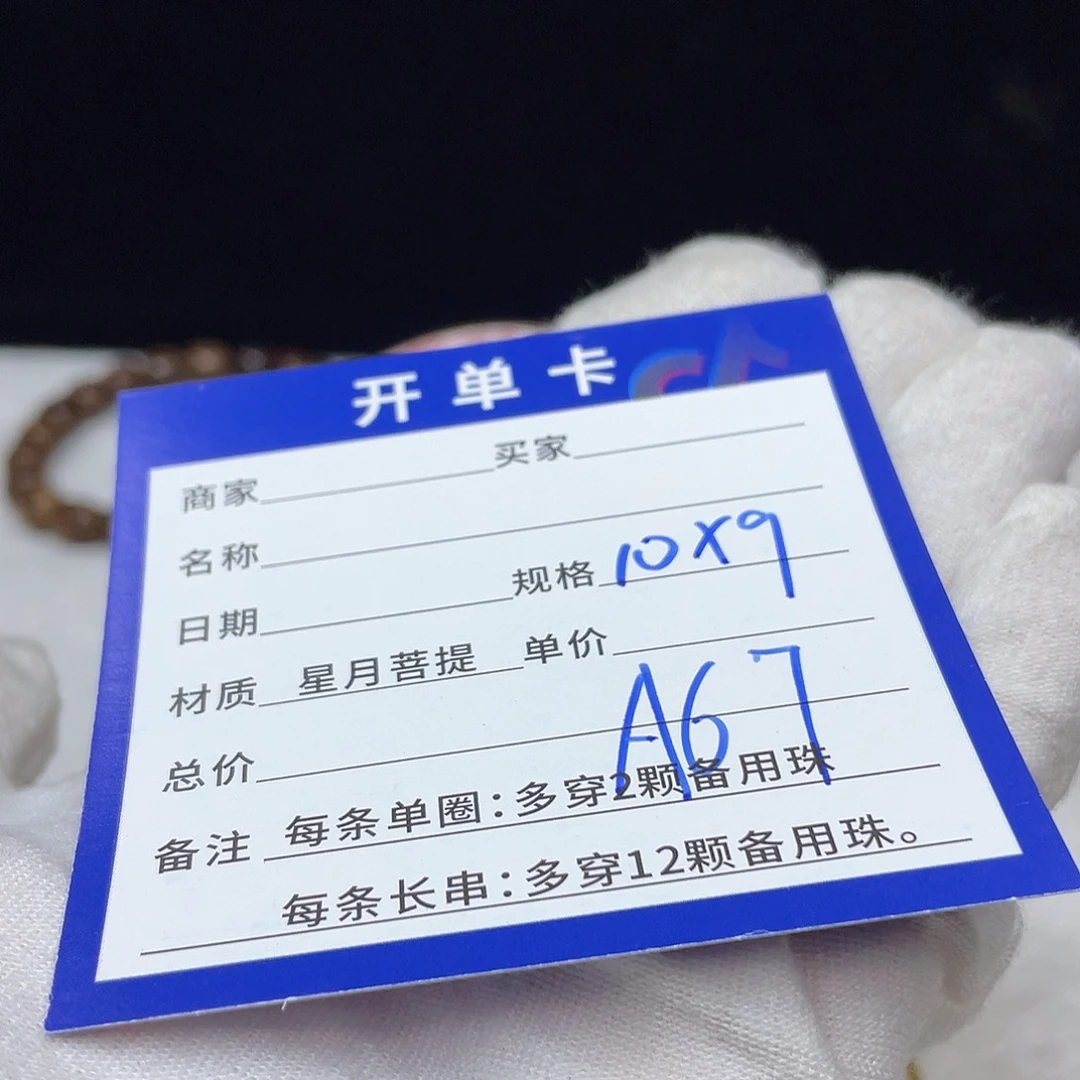 开单卡
商家 买家
名称
日期 规格 10X9
材质 星月菩提 单价
总价 A67
备注 每条单圈：多穿2颗备用珠
每条长串：多穿12颗备用珠。